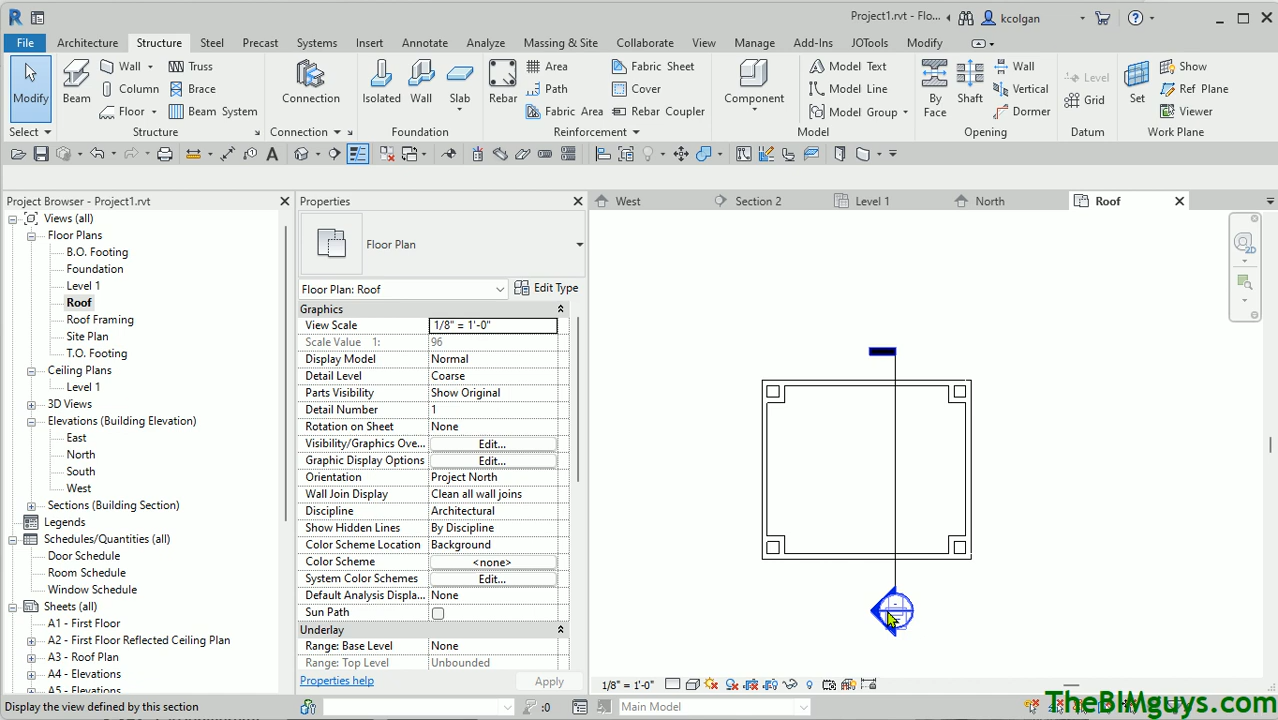 Project1.rvt - Flo...
kcolgan
File
Architecture
Structure
Steel
Precast
Systems
Insert
Annotate
Analyze
Massing & Site
Collaborate
View
Manage
Add-Ins
JOTools
Modify
Modify
Beam
Wall
Column
Floor
Truss
Brace
Beam System
Connection
Isolated
Wall
Slab
Rebar
Area
Path
Fabric Area
Fabric Sheet
Cover
Rebar Coupler
Component
Model Text
Model Line
Model Group
By
Face
Shaft
Wall
Vertical
Dormer
Level
Grid
Set
Show
Ref Plane
Viewer
Select
Structure
Connection
Foundation
Reinforcement
Model
Opening
Datum
Work Plane
Project Browser - Project1.rvt
Views (all)
Floor Plans
B.O. Footing
Foundation
Level 1
Roof
Roof Framing
Site Plan
T.O. Footing
Ceiling Plans
Level 1
3D Views
Elevations (Building Elevation)
East
North
South
West
Sections (Building Section)
Legends
Schedules/Quantities (all)
Door Schedule
Room Schedule
Window Schedule
Sheets (all)
A1 - First Floor
A2 - First Floor Reflected Ceiling Plan
A3 - Roof Plan
A4 - Elevations
A5 - Elevations
Properties
Floor Plan
Floor Plan: Roof
Edit Type
Graphics
View Scale 1/8" = 1'-0"
Scale Value 1: 96
Display Model Normal
Detail Level Coarse
Parts Visibility Show Original
Detail Number 1
Rotation on Sheet None
Visibility/Graphics Ove... Edit...
Graphic Display Options Edit...
Orientation Project North
Wall Join Display Clean all wall joins
Discipline Architectural
Show Hidden Lines By Discipline
Color Scheme Location Background
Color Scheme <none>
System Color Schemes Edit...
Default Analysis Displa... None
Sun Path
Underlay
Range: Base Level None
Range: Top Level Unbounded
Properties help
Apply
West
Section 2
Level 1
North
Roof
2D
1/8" = 1'-0"
Display the view defined by this section
:0
Main Model
TheBIMguys.com